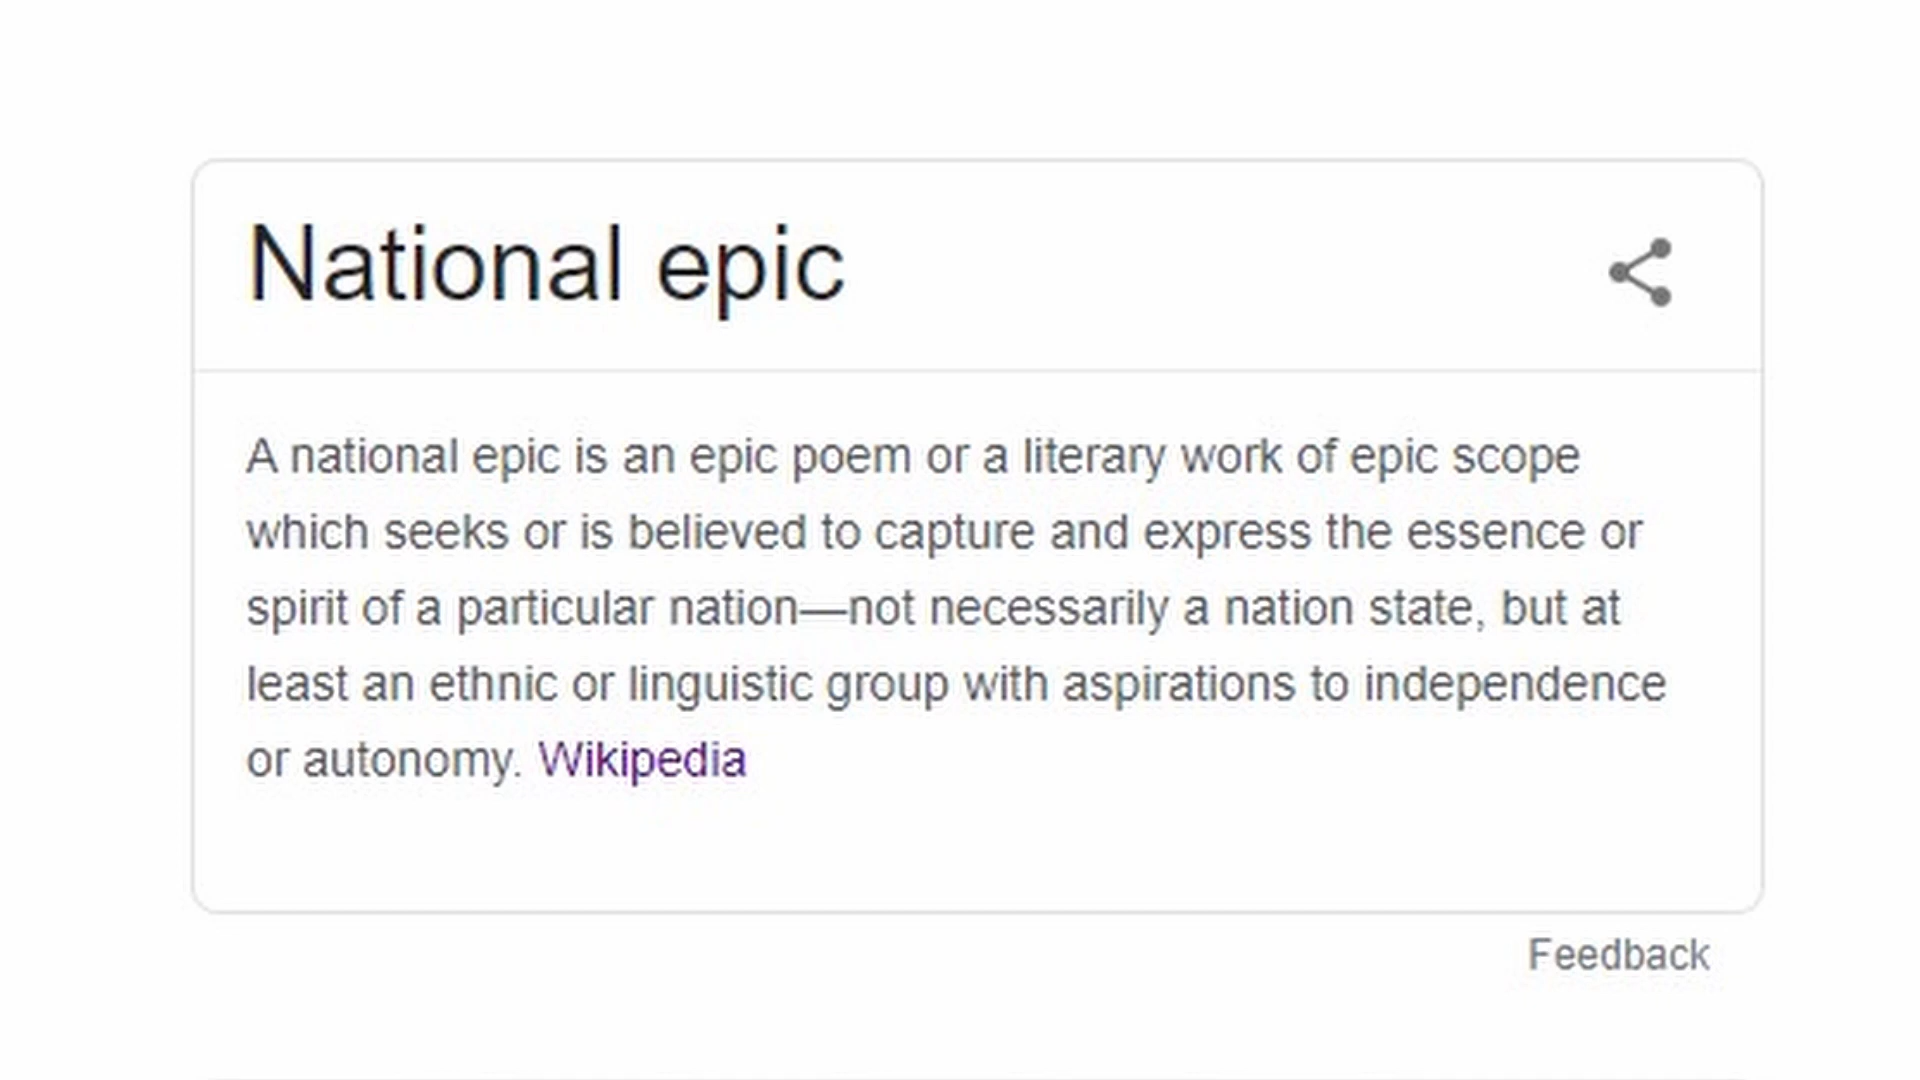 National epic
A national epic is an epic poem or a literary work of epic scope
which seeks or is believed to capture and express the essence or
spirit of a particular nation—not necessarily a nation state, but at
least an ethnic or linguistic group with aspirations to independence
or autonomy. Wikipedia
Feedback